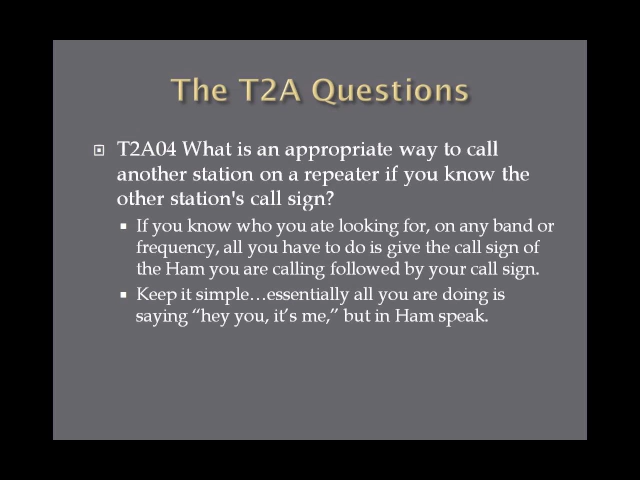 The T2A Questions
T2A04 What is an appropriate way to call
another station on a repeater if you know the
other station's call sign?
If you know who you ate looking for, on any band or
frequency, all you have to do is give the call sign of
the Ham you are calling followed by your call sign.
Keep it simple…essentially all you are doing is
saying “hey you, it’s me,” but in Ham speak.